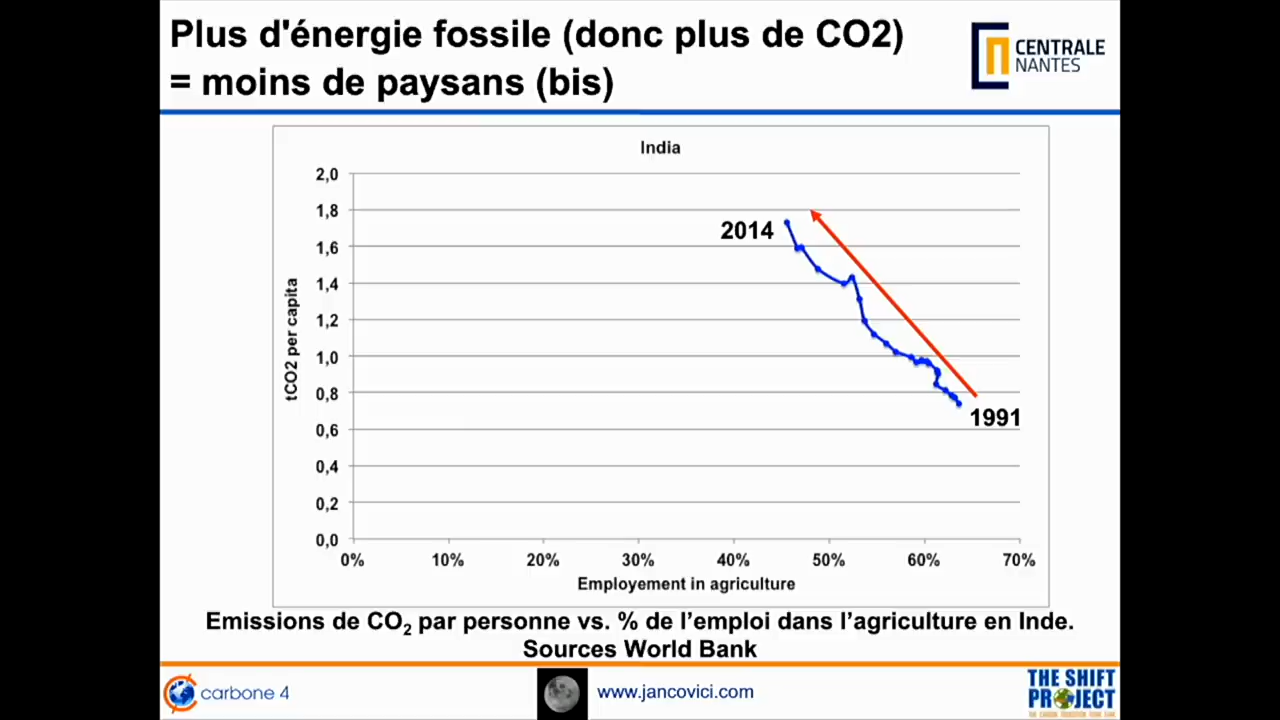 Plus d'énergie fossile (donc plus de CO2)
= moins de paysans (bis)
CENTRALE
NANTES
India
2,0
1,8
1,6
1,4
1,2
1,0
0,8
0,6
0,4
0,2
0,0
tCO2 per capita
2014
1991
0%
10%
20%
30%
40%
50%
60%
70%
Employement in agriculture
Emissions de CO₂ par personne vs. % de l’emploi dans l’agriculture en Inde.
Sources World Bank
carbone 4
www.jancovici.com
THE SHIFT
PROJECT